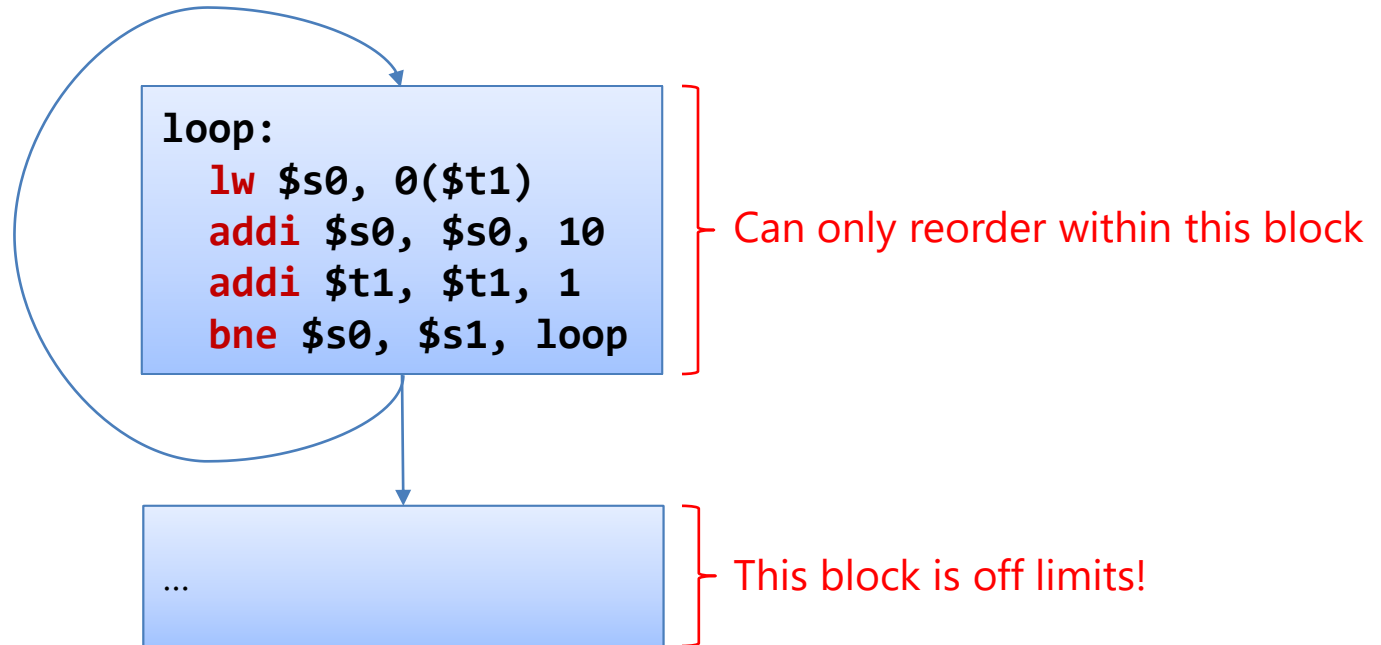 loop:
lw $s0, 0($t1)
addi $s0, $s0, 10
addi $t1, $t1, 1
bne $s0, $s1, loop
Can only reorder within this block
…
This block is off limits!